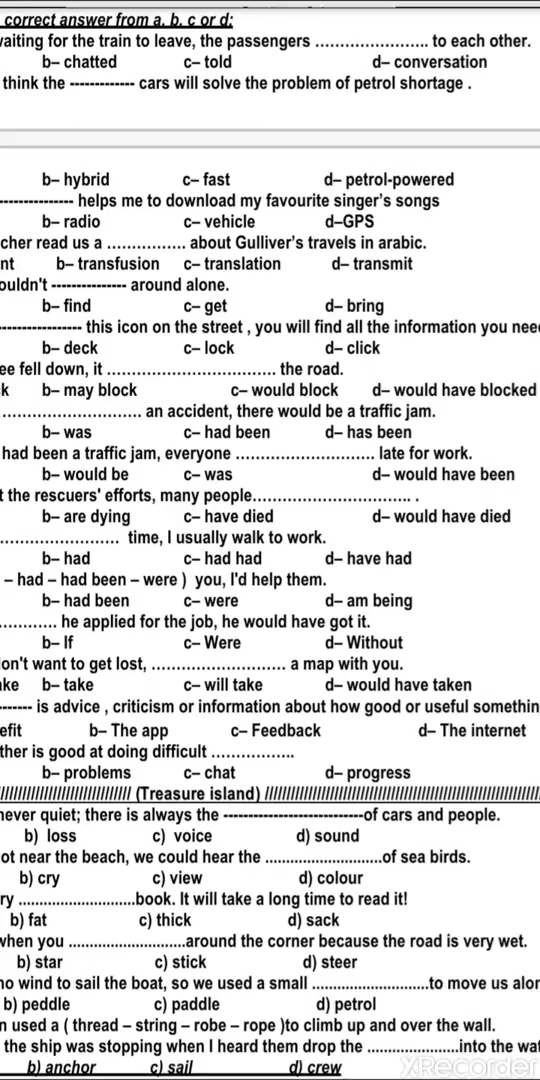 correct answer from a, b, c or d:
waiting for the train to leave, the passengers …………………… to each other.
b– chatted c– told d– conversation
think the ------------- cars will solve the problem of petrol shortage .
b– hybrid c– fast d– petrol-powered
--------------- helps me to download my favourite singer's songs
b– radio c– vehicle d–GPS
cher read us a ……………. about Gulliver's travels in arabic.
nt b– transfusion c– translation d– transmit
ouldn't --------------- around alone.
b– find c– get d– bring
----------------- this icon on the street , you will find all the information you nee
b– deck c– lock d– click
ee fell down, it …………………………… the road.
k b– may block c– would block d– would have blocked
……………………… an accident, there would be a traffic jam.
b– was c– had been d– has been
had been a traffic jam, everyone ……………………… late for work.
b– would be c– was d– would have been
t the rescuers' efforts, many people………………………… .
b– are dying c– have died d– would have died
………………… time, I usually walk to work.
b– had c– had had d– have had
– had – had been – were ) you, I'd help them.
b– had been c– were d– am being
………… he applied for the job, he would have got it.
b– If c– Were d– Without
on't want to get lost, ……………………… a map with you.
ke b– take c– will take d– would have taken
------- is advice , criticism or information about how good or useful somethin
efit b– The app c– Feedback d– The internet
ther is good at doing difficult …………….
b– problems c– chat d– progress
//////////////////////////////// (Treasure island) ////////////////////////////////////////////////////////////////
never quiet; there is always the ----------------------------of cars and people.
b) loss c) voice d) sound
ot near the beach, we could hear the ............................of sea birds.
b) cry c) view d) colour
ry ............................book. It will take a long time to read it!
b) fat c) thick d) sack
when you ............................around the corner because the road is very wet.
b) star c) stick d) steer
no wind to sail the boat, so we used a small ............................to move us alon
b) peddle c) paddle d) petrol
n used a ( thread – string – robe – rope )to climb up and over the wall.
the ship was stopping when I heard them drop the ......................into the wat
b) anchor c) sail d) crew
XRecorder